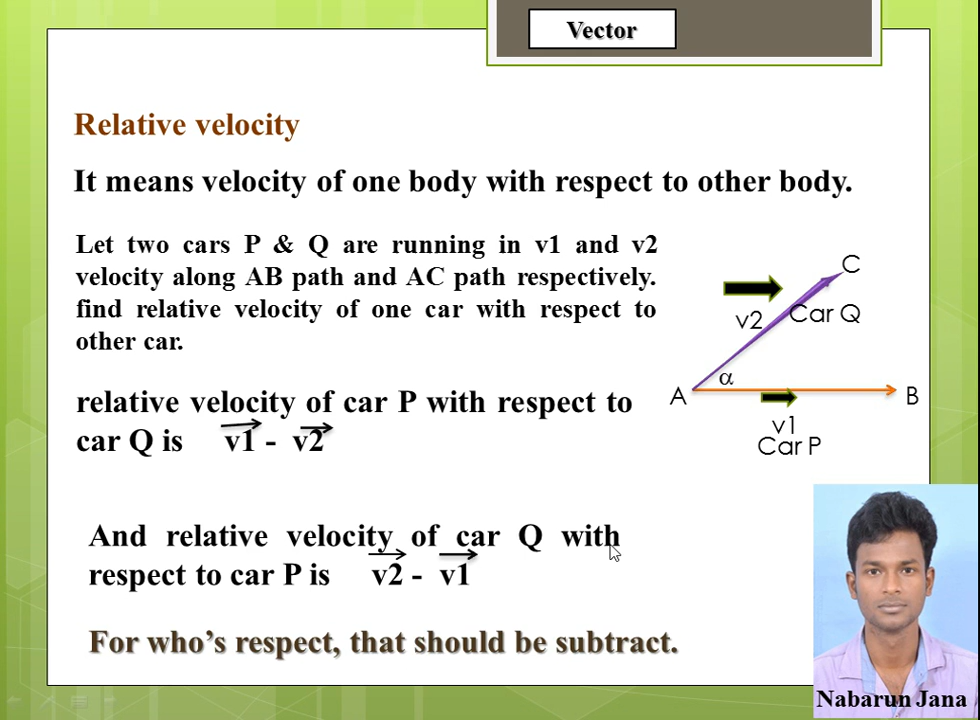 Vector
Relative velocity
It means velocity of one body with respect to other body.
Let two cars P & Q are running in v1 and v2
velocity along AB path and AC path respectively.
find relative velocity of one car with respect to
other car.
C
v2
Car Q
A
α
B
v1
Car P
relative velocity of car P with respect to
car Q is v1 - v2
And relative velocity of car Q with
respect to car P is v2 - v1
For who's respect, that should be subtract.
Nabarun Jana